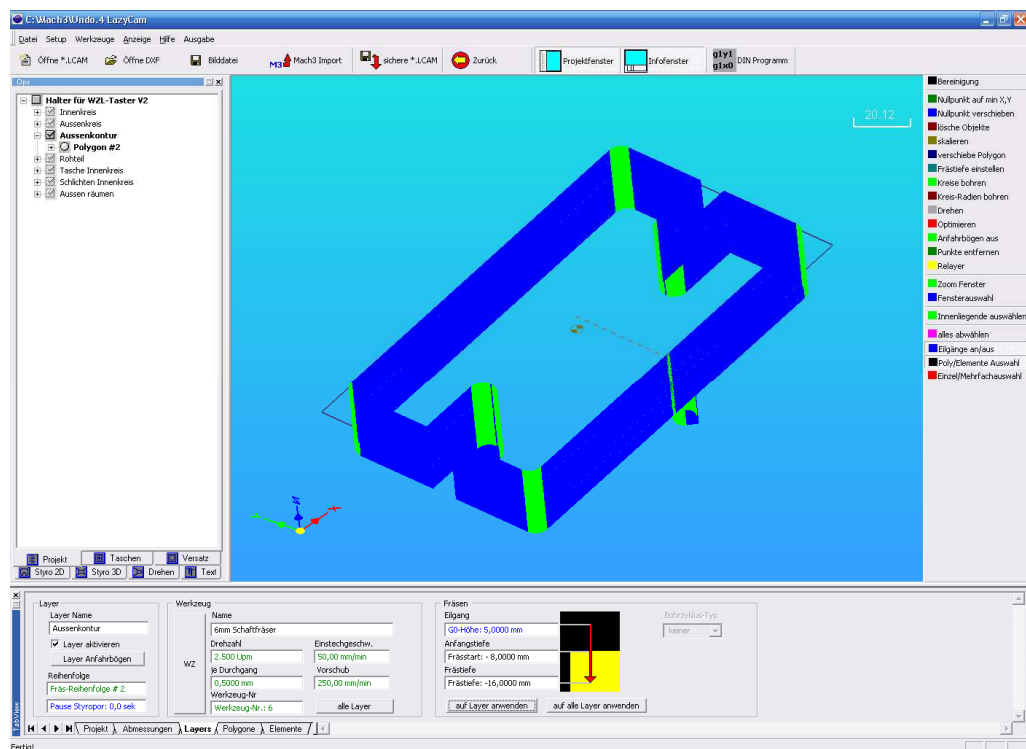 C:\Mach3\Undo.4 LazyCam
Datei Setup Werkzeuge Anzeige Hilfe Ausgabe
Öffne *.LCAM Öffne DXF Bilddatei M3 Mach3 Import sichere *.LCAM Zurück Projektfenster Infofenster g1y1 g1x0 DIN Programm
Ops
Halter für WZL-Taster V2
Innenkreis
Aussenkreis
Aussenkontur
Polygon #2
Rohteil
Tasche Innenkreis
Schlichten Innenkreis
Aussen räumen
20.12
Bereinigung
Nullpunkt auf min X,Y
Nullpunkt verschieben
lösche Objekte
skalieren
verschiebe Polygon
Frästiefe einstellen
Kreise bohren
Kreis-Radien bohren
Drehen
Optimieren
Anfahrbögen aus
Punkte entfernen
Relayer
Zoom Fenster
Fensterauswahl
Innenliegende auswählen
alles abwählen
Eilgänge an/aus
Poly/Elemente Auswahl
Einzel/Mehrfachauswahl
Projekt Taschen Versatz
Styro 2D Styro 3D Drehen Text
TabView
Layer
Layer Name
Aussenkontur
Layer aktivieren
Layer Anfahrbögen
Reihenfolge
Fräs-Reihenfolge # 2
Pause Styropor: 0,0 sek
Werkzeug
WZ
Name
6mm Schaftfräser
Drehzahl Einstechgeschw.
2.500 Upm 50,00 mm/min
je Durchgang Vorschub
0,5000 mm 250,00 mm/min
Werkzeug-Nr
Werkzeug-Nr.: 6 alle Layer
Fräsen
Eilgang
G0-Höhe: 5,0000 mm
Anfangstiefe
Frässtart: - 8,0000 mm
Frästiefe
Frästiefe: -16,0000 mm
auf Layer anwenden auf alle Layer anwenden
Bohrzyklus-Typ
keiner
Projekt Abmessungen Layers Polygone Elemente
Fertig!